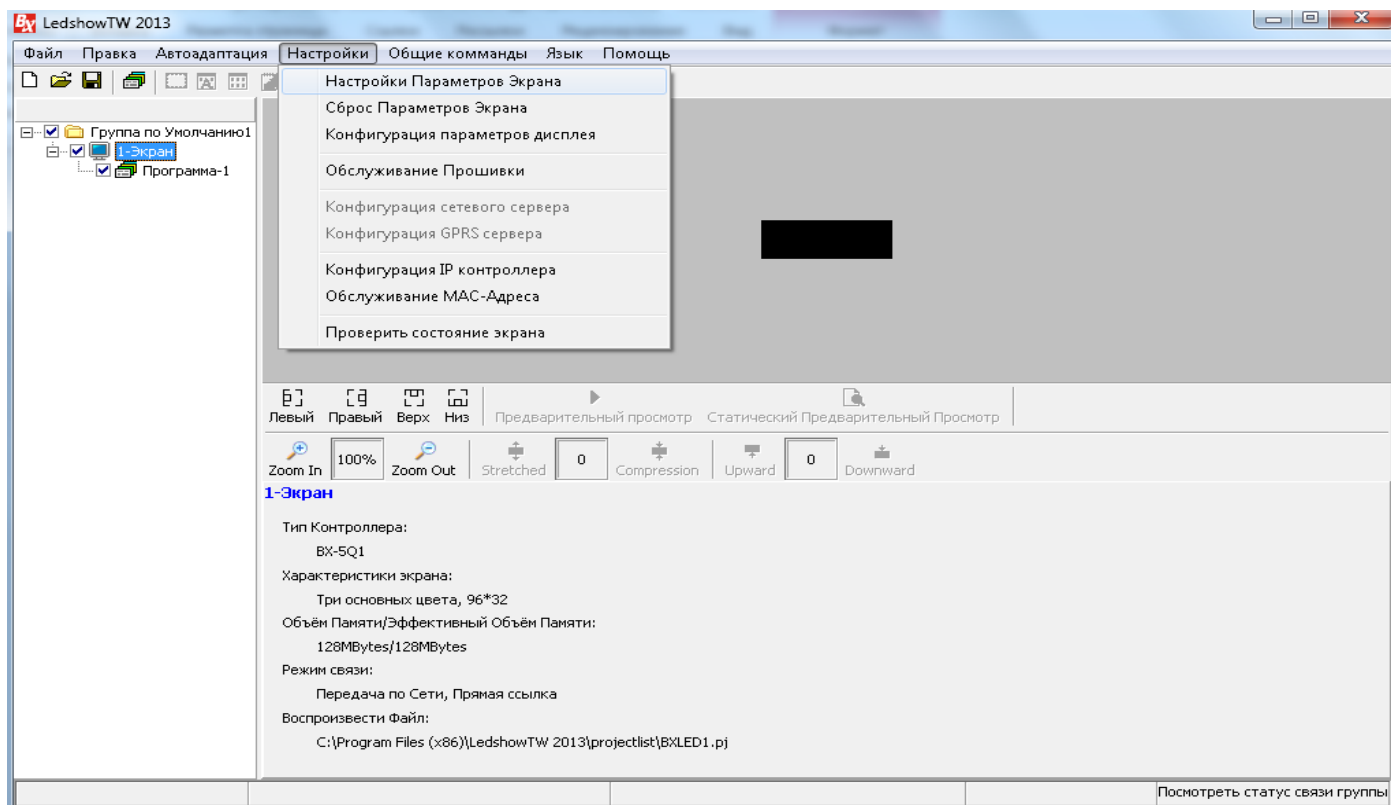 BX LedshowTW 2013
Файл Правка Автоадаптация Настройки Общие комманды Язык Помощь
Настройки Параметров Экрана
Сброс Параметров Экрана
Конфигурация параметров дисплея
Обслуживание Прошивки
Конфигурация сетевого сервера
Конфигурация GPRS сервера
Конфигурация IP контроллера
Обслуживание MAC-Адреса
Проверить состояние экрана
Группа по Умолчанию1
1-Экран
Программа-1
Левый Правый Верх Низ Предварительный просмотр Статический Предварительный Просмотр
Zoom In 100% Zoom Out Stretched 0 Compression Upward 0 Downward
1-Экран
Тип Контроллера:
BX-5Q1
Характеристики экрана:
Три основных цвета, 96*32
Объём Памяти/Эффективный Объём Памяти:
128MBytes/128MBytes
Режим связи:
Передача по Сети, Прямая ссылка
Воспроизвести Файл:
C:\Program Files (x86)\LedshowTW 2013\projectlist\BXLED1.pj
Посмотреть статус связи группы